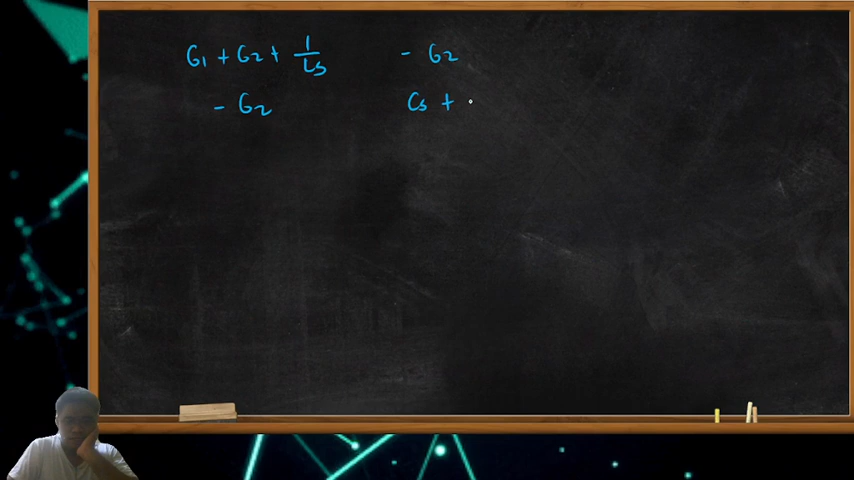 G1 + G2 + 1/Ls - G2
- G2 Cs +